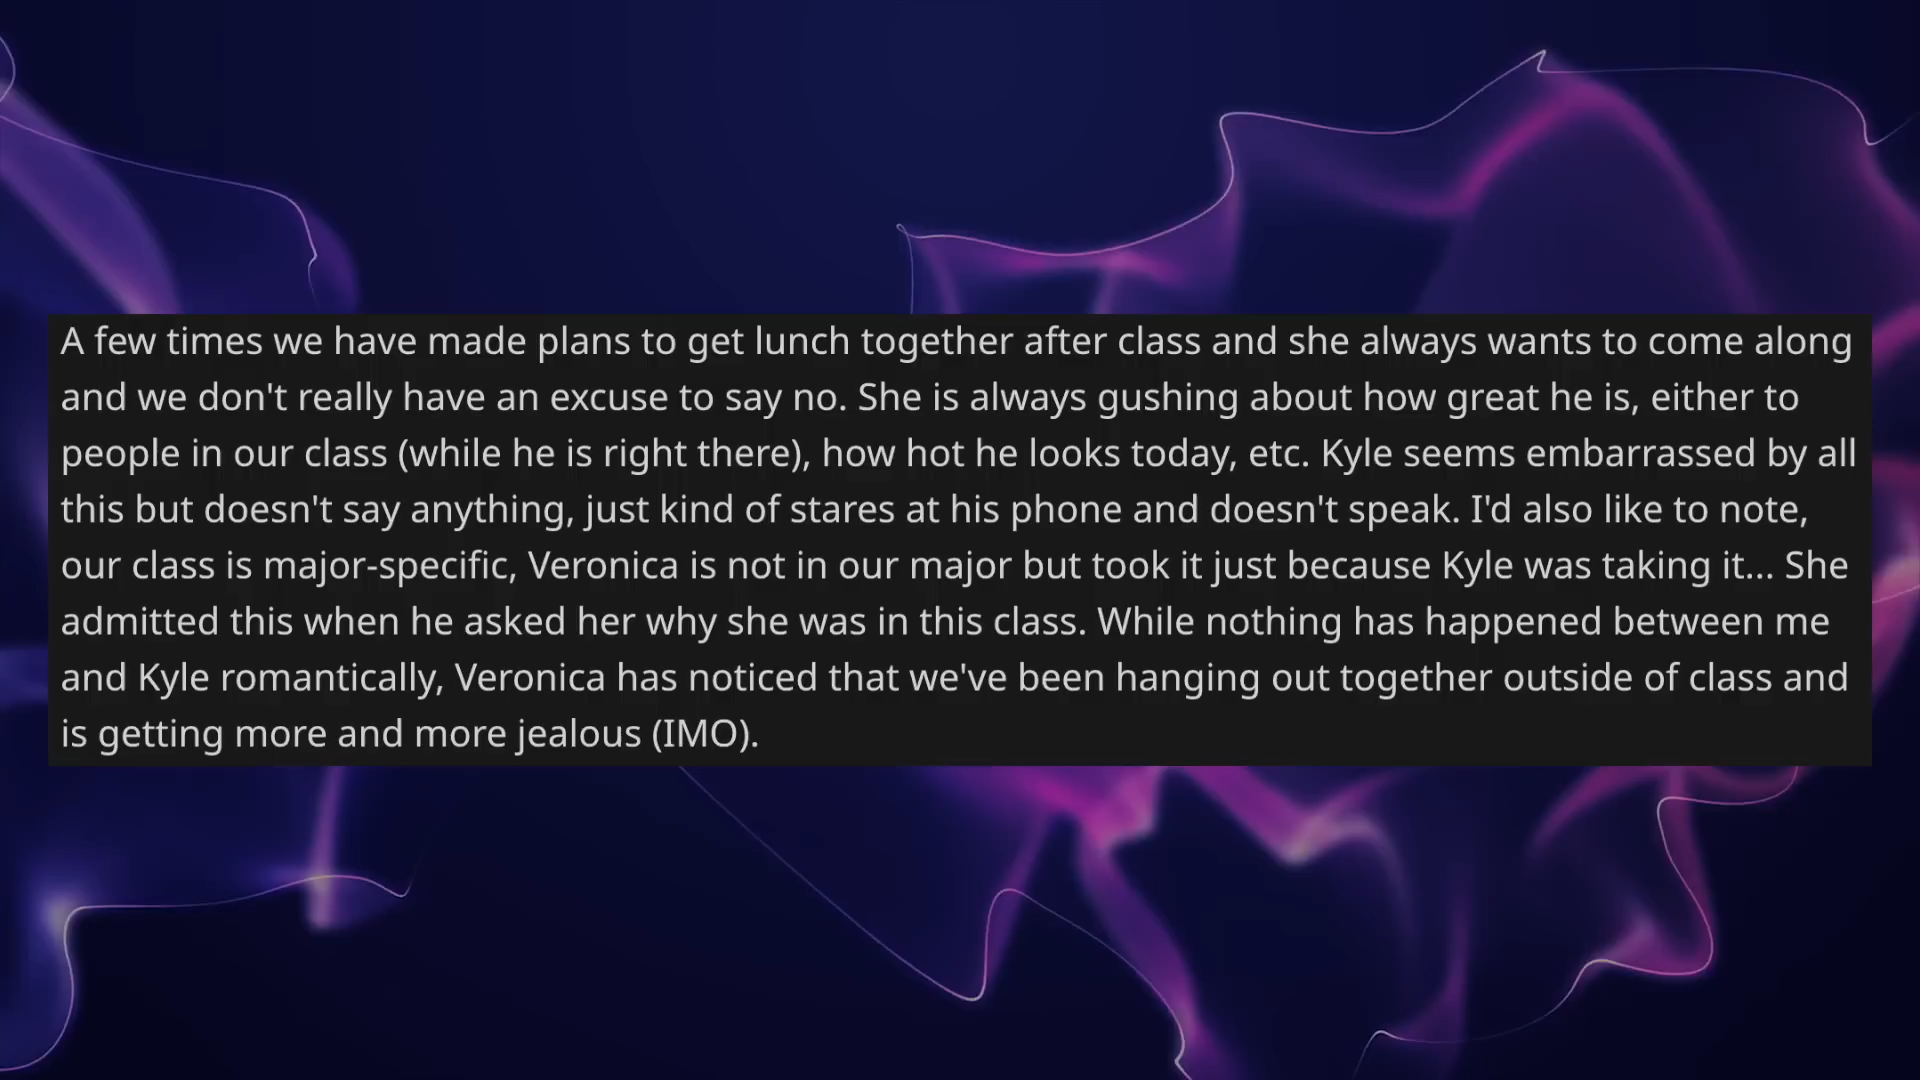 A few times we have made plans to get lunch together after class and she always wants to come along
and we don't really have an excuse to say no. She is always gushing about how great he is, either to
people in our class (while he is right there), how hot he looks today, etc. Kyle seems embarrassed by all
this but doesn't say anything, just kind of stares at his phone and doesn't speak. I'd also like to note,
our class is major-specific, Veronica is not in our major but took it just because Kyle was taking it... She
admitted this when he asked her why she was in this class. While nothing has happened between me
and Kyle romantically, Veronica has noticed that we've been hanging out together outside of class and
is getting more and more jealous (IMO).